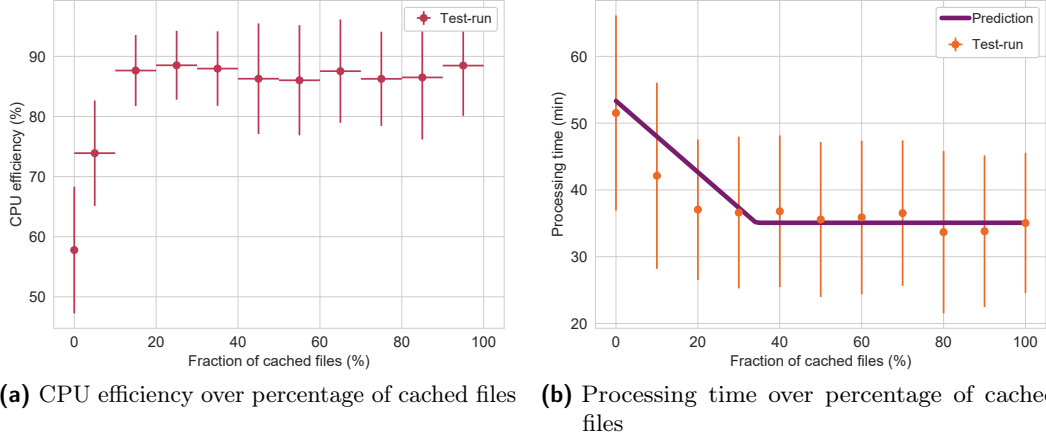 Test-run
90
80
70
60
50
CPU efficiency (%)
0 20 40 60 80 100
Fraction of cached files (%)
(a) CPU efficiency over percentage of cached files
Prediction
Test-run
60
50
40
30
20
Processing time (min)
0 20 40 60 80 100
Fraction of cached files (%)
(b) Processing time over percentage of cache
files